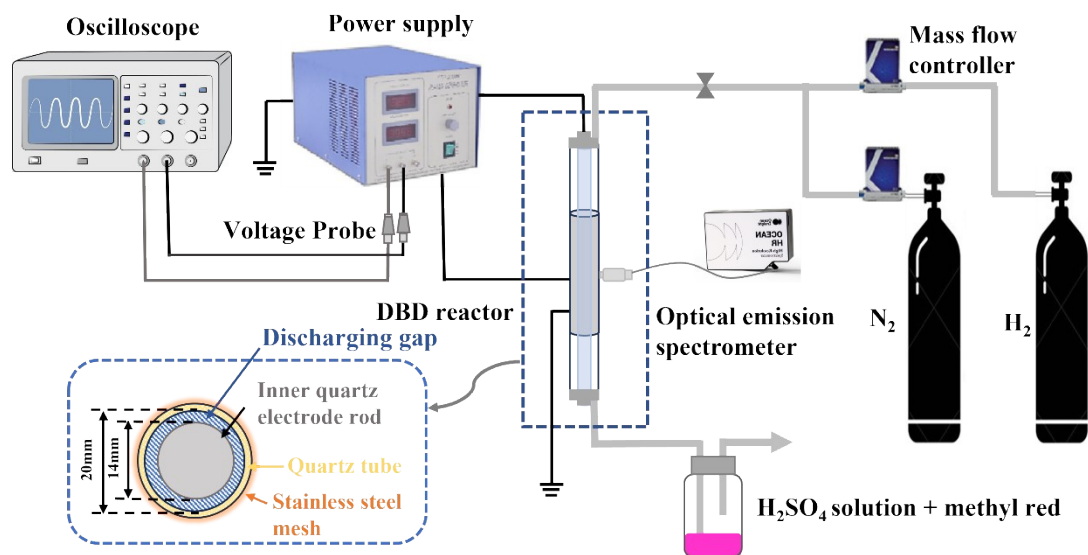 Oscilloscope
Power supply
Mass flow
controller
Voltage Probe
OCEAN
HR
DBD reactor
Optical emission
spectrometer
N₂
H₂
Discharging gap
Inner quartz
electrode rod
20mm
14mm
Quartz tube
Stainless steel
mesh
H₂SO₄ solution + methyl red